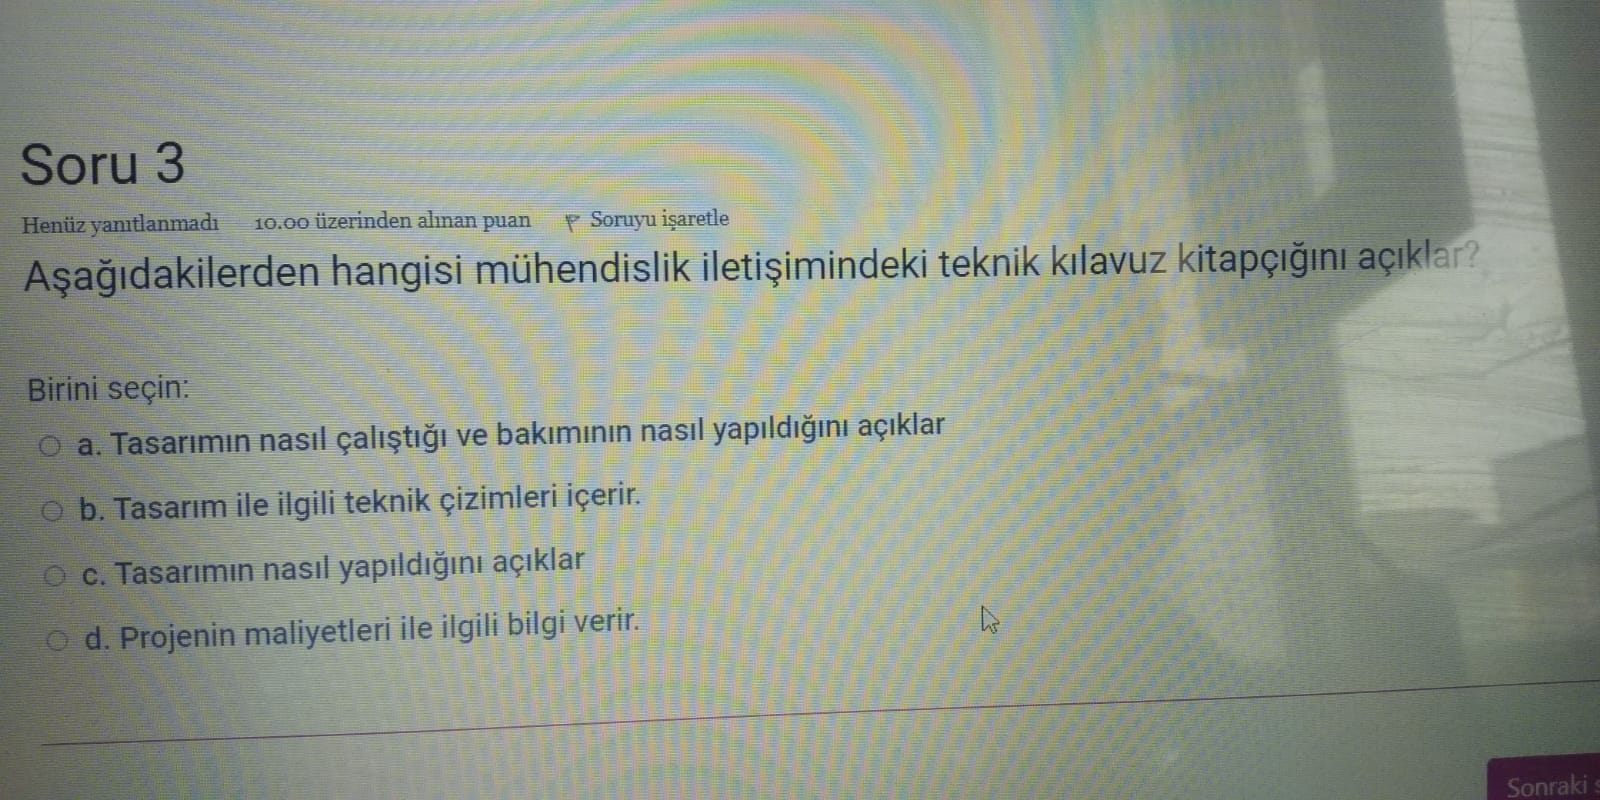 Soru 3
Henüz yanıtlanmadı 10.00 üzerinden alınan puan Soruyu işaretle
Aşağıdakilerden hangisi mühendislik iletişimindeki teknik kılavuz kitapçığını açıklar?
Birini seçin:
a. Tasarımın nasıl çalıştığı ve bakımının nasıl yapıldığını açıklar
b. Tasarım ile ilgili teknik çizimleri içerir.
c. Tasarımın nasıl yapıldığını açıklar
d. Projenin maliyetleri ile ilgili bilgi verir.
Sonraki